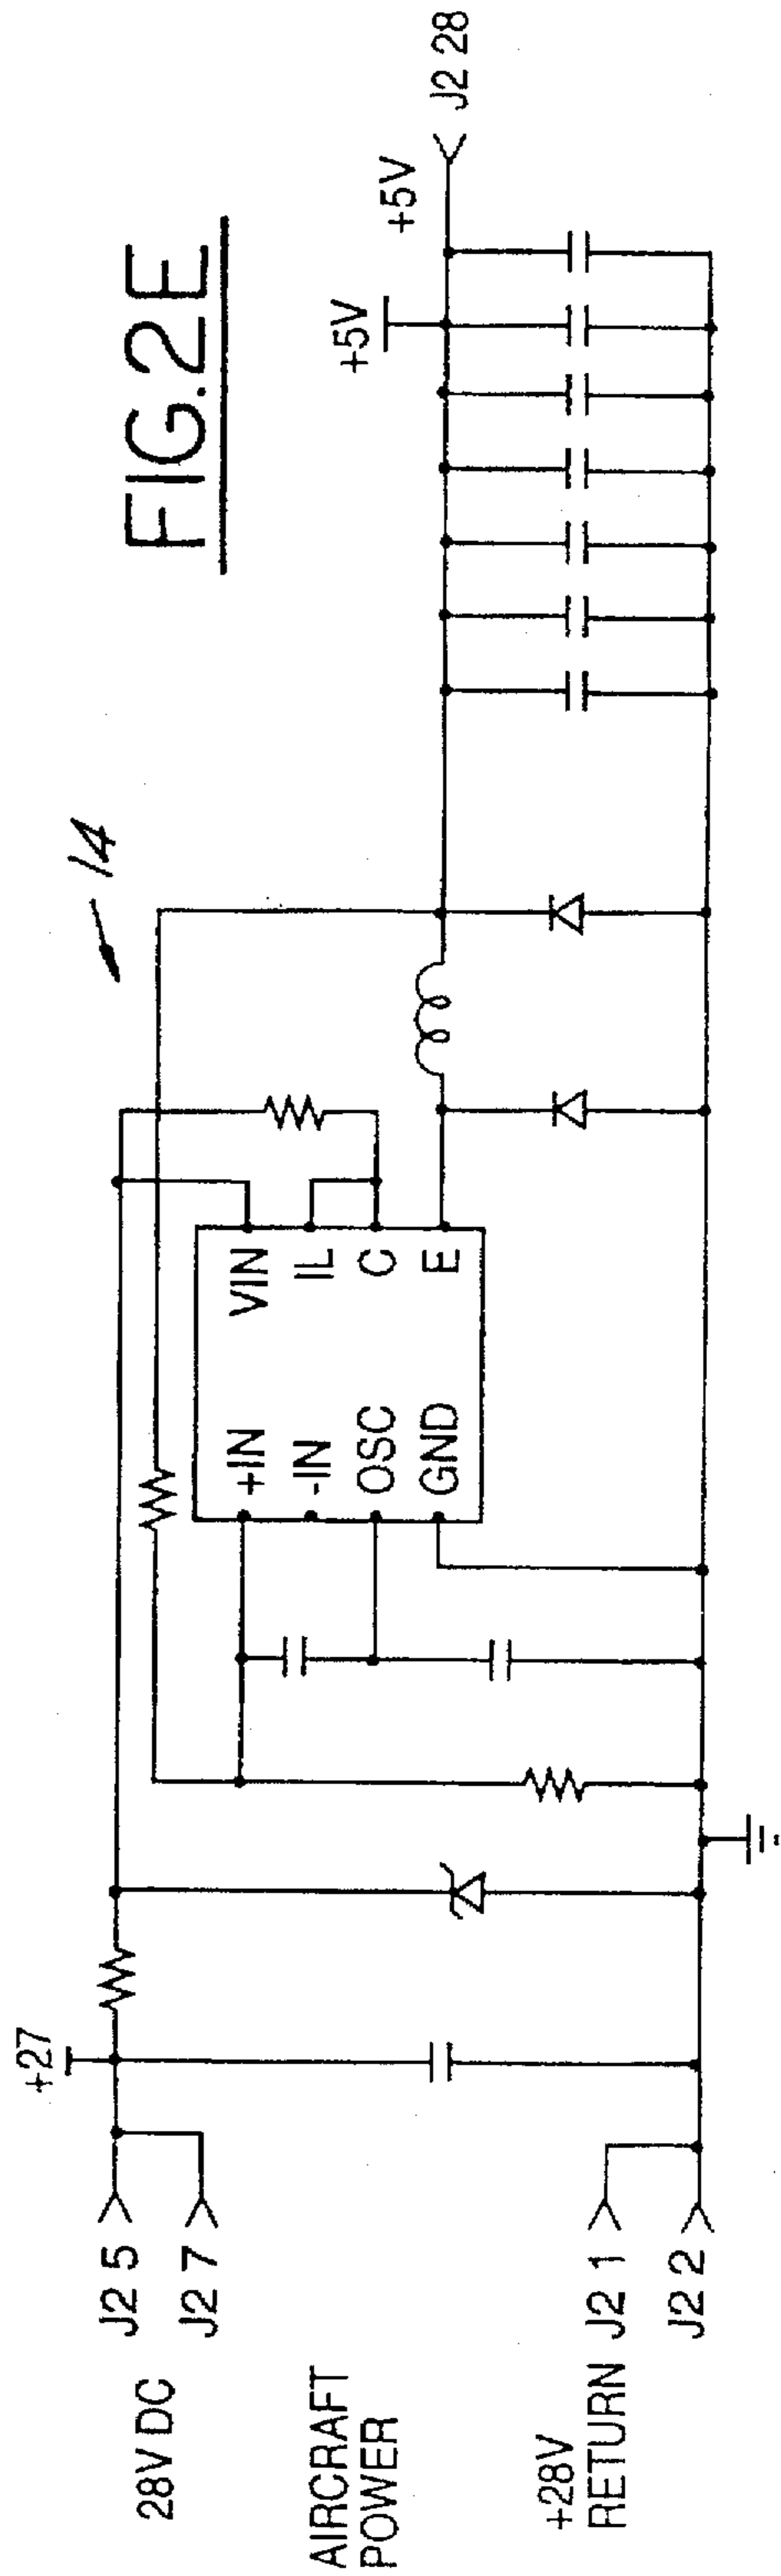 FIG.2E
14
+27
28V DC
J2 5
J2 7
AIRCRAFT
POWER
+28V
RETURN
J2 1
J2 2
+IN
-IN
OSC
GND
VIN
IL
C
E
+5V
+5V
J2 28